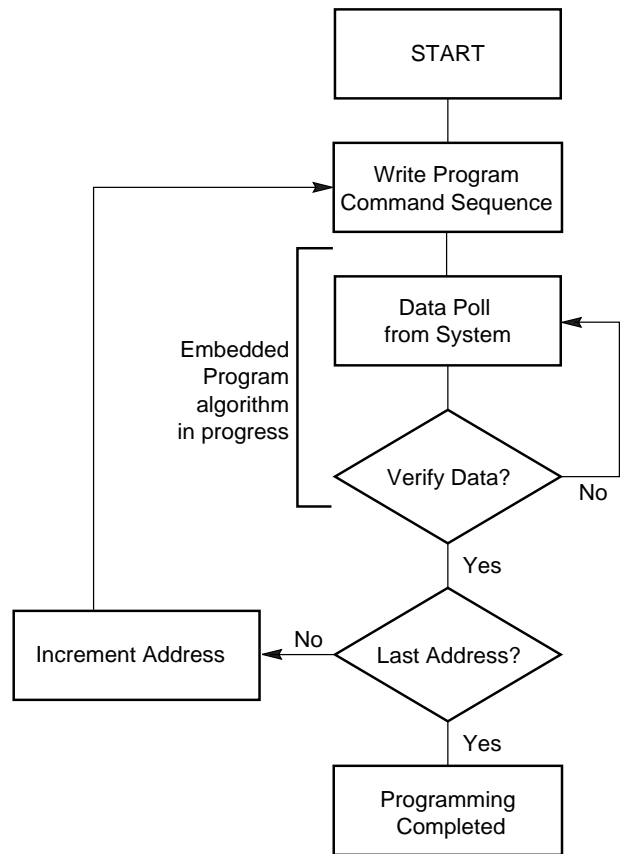 START
Write Program
Command Sequence
Data Poll
from System
Embedded
Program
algorithm
in progress
Verify Data?
No
Yes
Increment Address
No
Last Address?
Yes
Programming
Completed